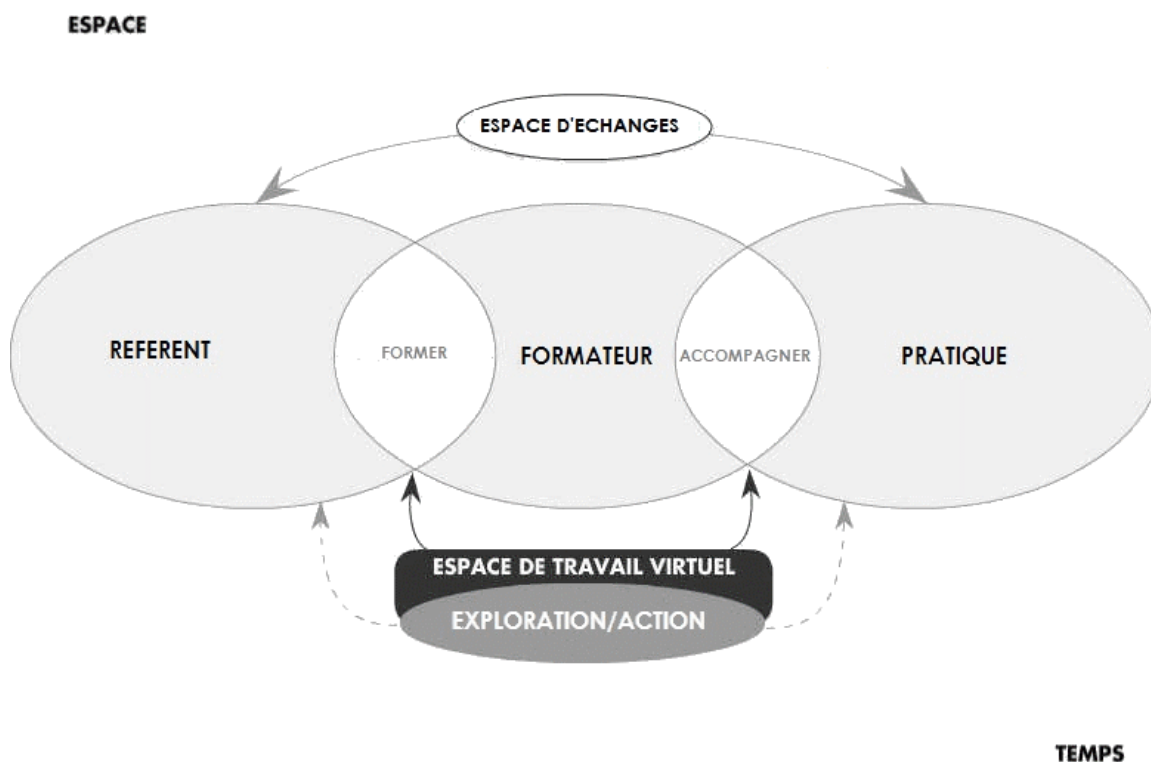 ESPACE
ESPACE D'ECHANGES
REFERENT
FORMER
FORMATEUR
ACCOMPAGNER
PRATIQUE
ESPACE DE TRAVAIL VIRTUEL
EXPLORATION/ACTION
TEMPS